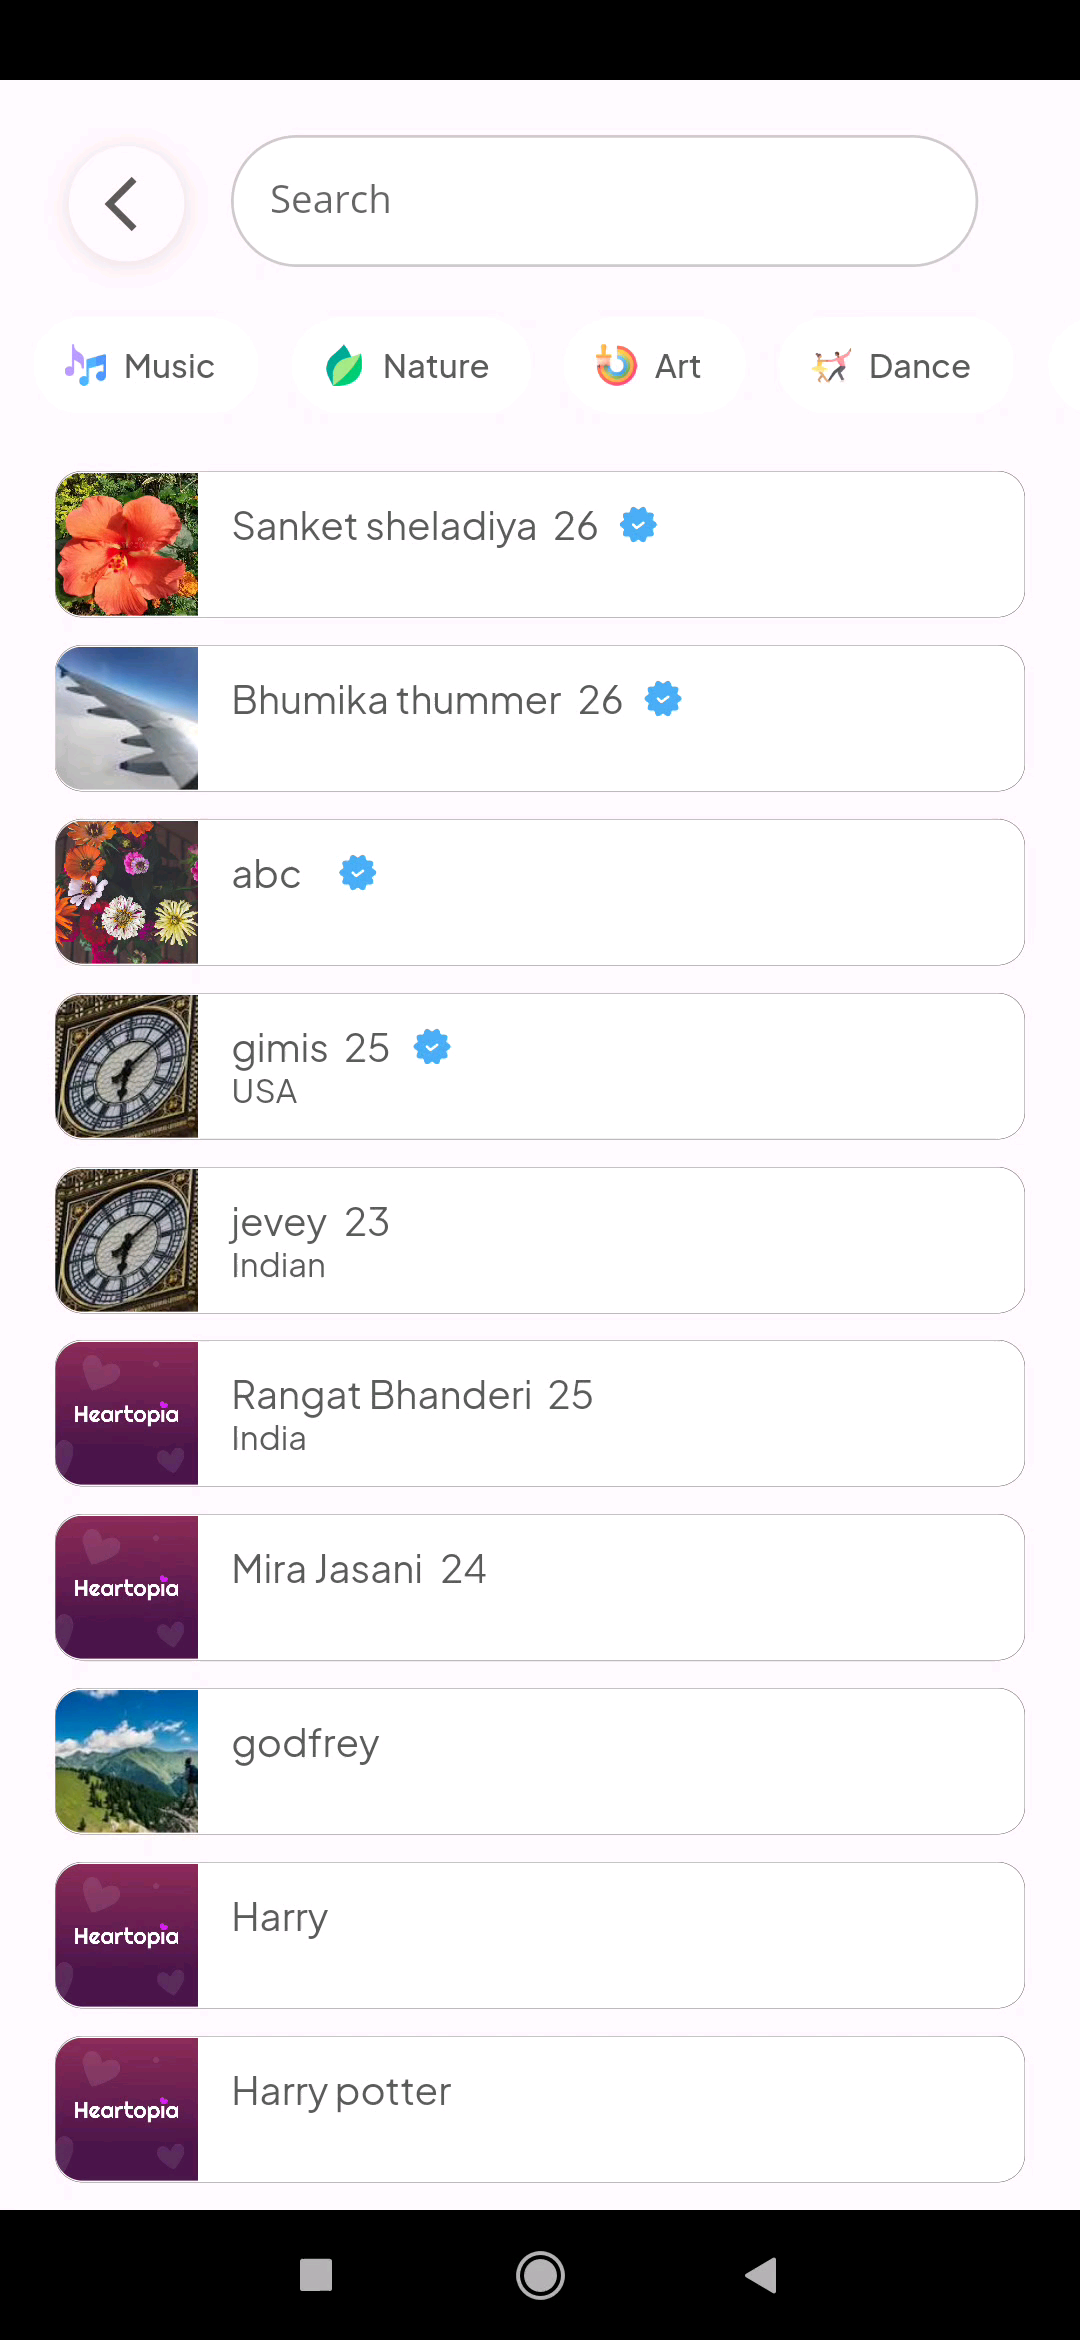 Search
Music Nature Art Dance
Sanket sheladiya 26
Bhumika thummer 26
abc
gimis 25
USA
jevey 23
Indian
Heartopia
Rangat Bhanderi 25
India
Heartopia
Mira Jasani 24
godfrey
Heartopia
Harry
Heartopia
Harry potter